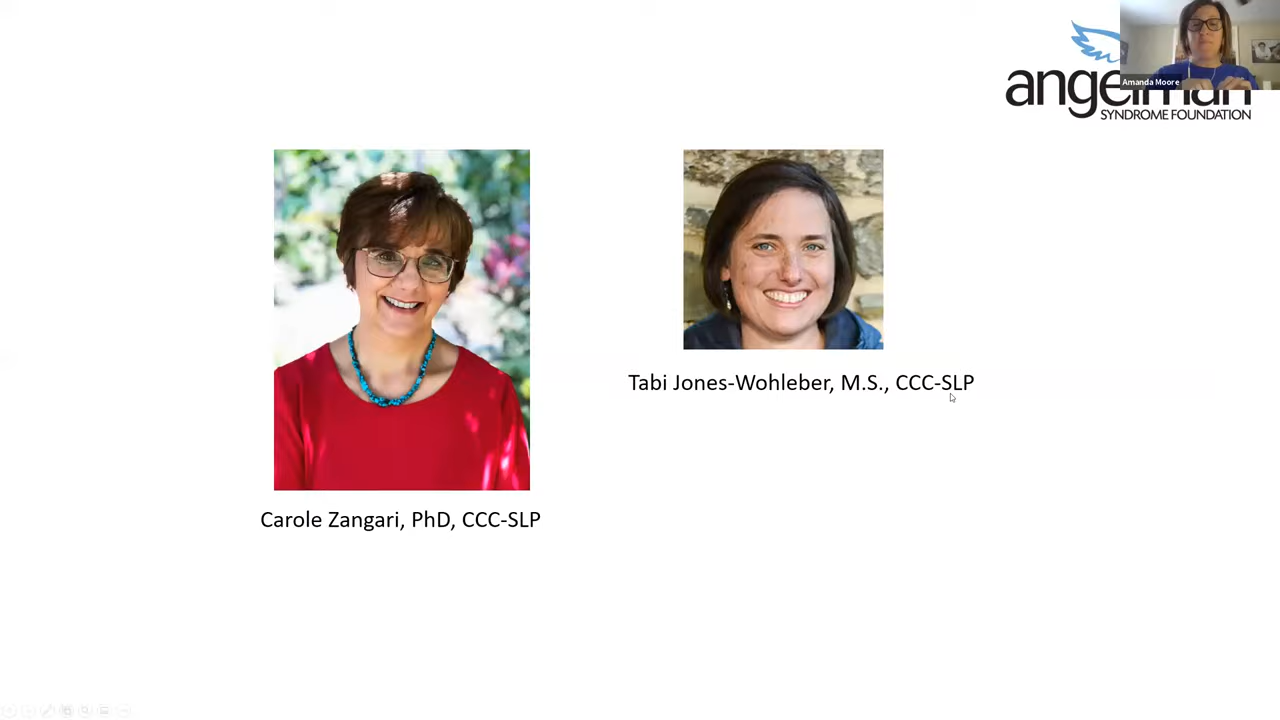 Amanda Moore
angelman
SYNDROME FOUNDATION
Tabi Jones-Wohleber, M.S., CCC-SLP
Carole Zangari, PhD, CCC-SLP